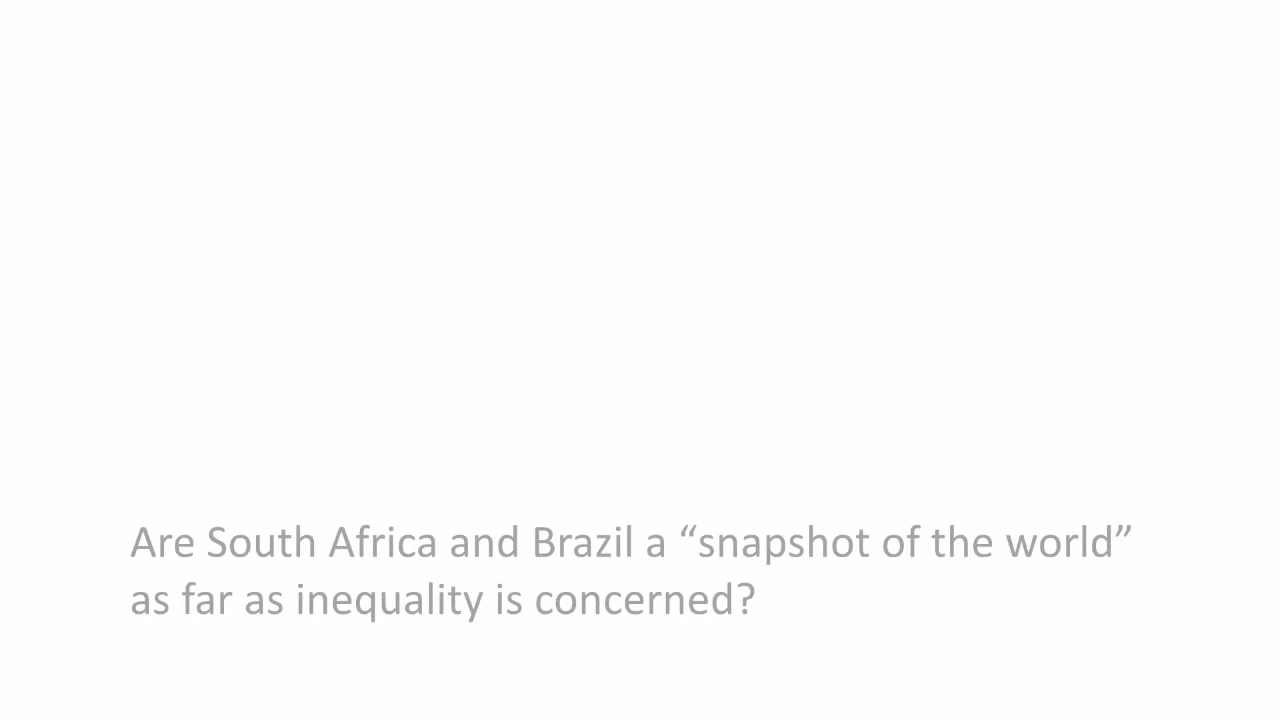 Are South Africa and Brazil a “snapshot of the world”
as far as inequality is concerned?